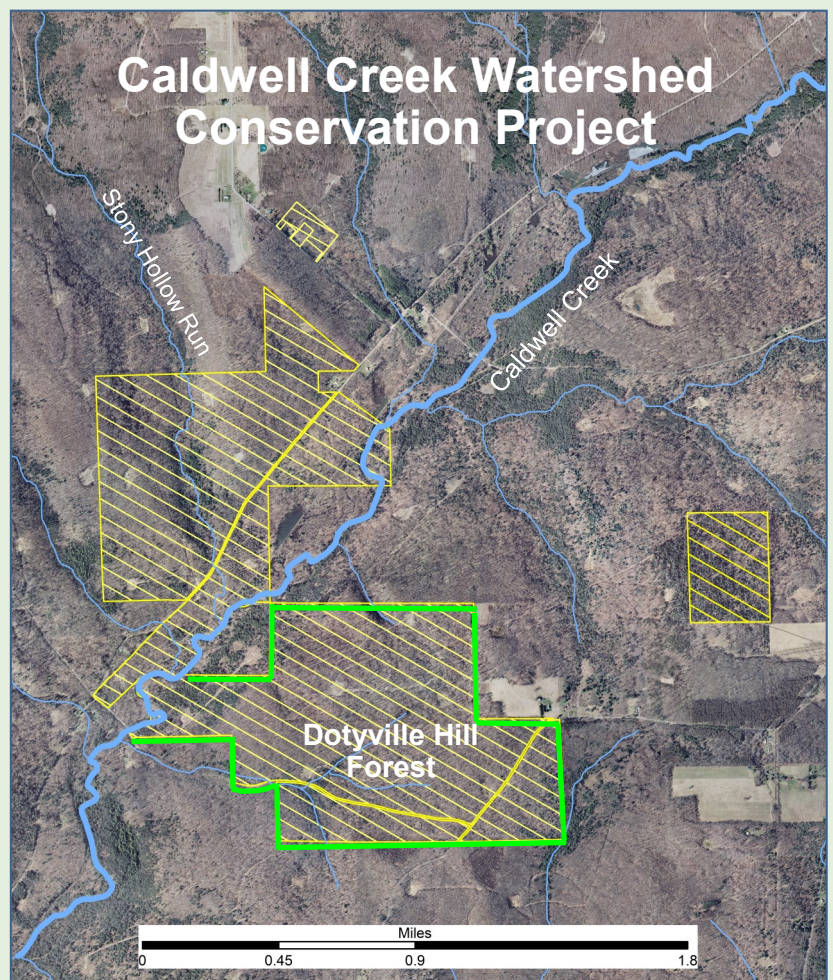 Caldwell Creek Watershed
Conservation Project
Stony Hollow Run
Caldwell Creek
Dotyville Hill
Forest
Miles
0 0.45 0.9 1.8